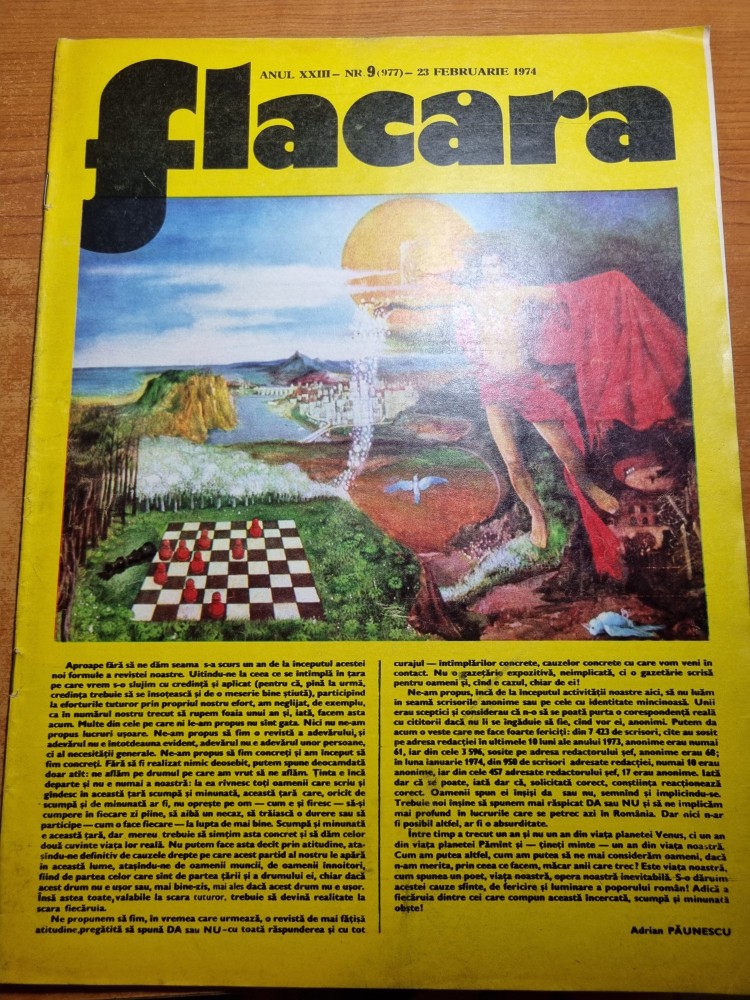 ANUL XXIII – NR 9 (977) – 23 FEBRUARIE 1974
flacăra
Aproape fără să ne dăm seama s-a scurs un an de la începutul acestei
noi formule a revistei noastre. Uitîndu-ne la ceea ce se întîmplă în țara
pe care vrem s-o slujim cu credință și aplicat (pentru că, pînă la urmă,
credința trebuie să se însoțească și de o meserie bine știută), participînd
la eforturile tuturor prin propriul nostru efort, am neglijat, de exemplu,
ca în numărul nostru trecut să rupem foaia unui an și, iată, facem asta
acum. Multe din cele pe care ni le-am propus nu sînt gata. Nici nu ne-am
propus lucruri ușoare. Ne-am propus să fim o revistă a adevărului, și
adevărul nu e întotdeauna evident, adevărul nu e adevărul unor persoane,
ci al necesității generale. Ne-am propus să fim concreți și am început să
fim concreți. Fără să fi realizat nimic deosebit, putem spune deocamdată
doar atît: ne aflăm pe drumul pe care am vrut să ne aflăm. Ținta e încă
departe și nu e numai a noastră: la ea rîvnesc toți oamenii care scriu și
gîndesc în această țară scumpă și minunată, această țară care, oricît de
scumpă și de minunată ar fi, nu oprește pe om — cum e și firesc — să-și
cumpere în fiecare zi pîine, să aibă un necaz, să trăiască o durere sau să
participe — cum o face fiecare — la lupta de mai bine. Scumpă și minunată
e această țară, dar mereu trebuie să simțim asta concret și să dăm celor
două cuvinte viața lor reală. Nu putem face asta decît prin atitudine, ata-
șîndu-ne definitiv de cauzele drepte pe care acest partid al nostru le apără
în această lume, atașîndu-ne de oamenii muncii, de oamenii înnoitori,
fiind de partea celor care sînt de partea țării și a drumului ei, chiar dacă
acest drum nu e ușor sau, mai bine-zis, mai ales dacă acest drum nu e ușor.
Însă astea toate, valabile la scara tuturor, trebuie să devină realitate la
scara fiecăruia.
Ne propunem să fim, în vremea care urmează, o revistă de mai fățișă
atitudine, pregătită să spună DA sau NU – cu toată răspunderea și cu tot
curajul — întîmplărilor concrete, cauzelor concrete cu care vom veni în
contact. Nu o gazetărie expozitivă, neimplicată, ci o gazetărie scrisă
pentru oameni și, cînd e cazul, chiar de ei!
Ne-am propus, încă de la începutul activității noastre aici, să nu luăm
în seamă scrisorile anonime sau pe cele cu identitate mincinoasă. Unii
erau sceptici și considerau că n-o să se poată purta o corespondență reală
cu cititorii dacă nu li se îngăduie să fie, cînd vor ei, anonimi. Putem da
acum o veste care ne face foarte fericiți: din 7 423 de scrisori, cîte au sosit
pe adresa redacției în ultimele 10 luni ale anului 1973, anonime erau numai
61, iar din cele 3 596, sosite pe adresa redactorului șef, anonime erau 68;
în luna ianuarie 1974, din 950 de scrisori adresate redacției, numai 10 erau
anonime, iar din cele 457 adresate redactorului șef, 17 erau anonime. Iată
dar că se poate, iată dar că, solicitată corect, conștiința reacționează
corect. Oamenii spun ei înșiși da sau nu, semnînd și implicîndu-se.
Trebuie noi înșine să spunem mai răspicat DA sau NU și să ne implicăm
mai profund în lucrurile care se petrec azi în România. Dar nici n-ar
fi posibil altfel, ar fi o absurditate.
Între timp a trecut un an și nu un an din viața planetei Venus, ci un an
din viața planetei Pămînt și — țineți minte — un an din viața noastră.
Cum am putea altfel, cum am putea să ne mai considerăm oameni, dacă
n-am merita, prin ceea ce facem, măcar anii care trec? Este viața noastră,
cum spunea un poet, viața noastră, opera noastră inevitabilă. S-o dăruim
acestei cauze sfinte, de fericire și luminare a poporului român! Adică a
fiecăruia dintre cei care compun această încercată, scumpă și minunată
obște!
Adrian PĂUNESCU